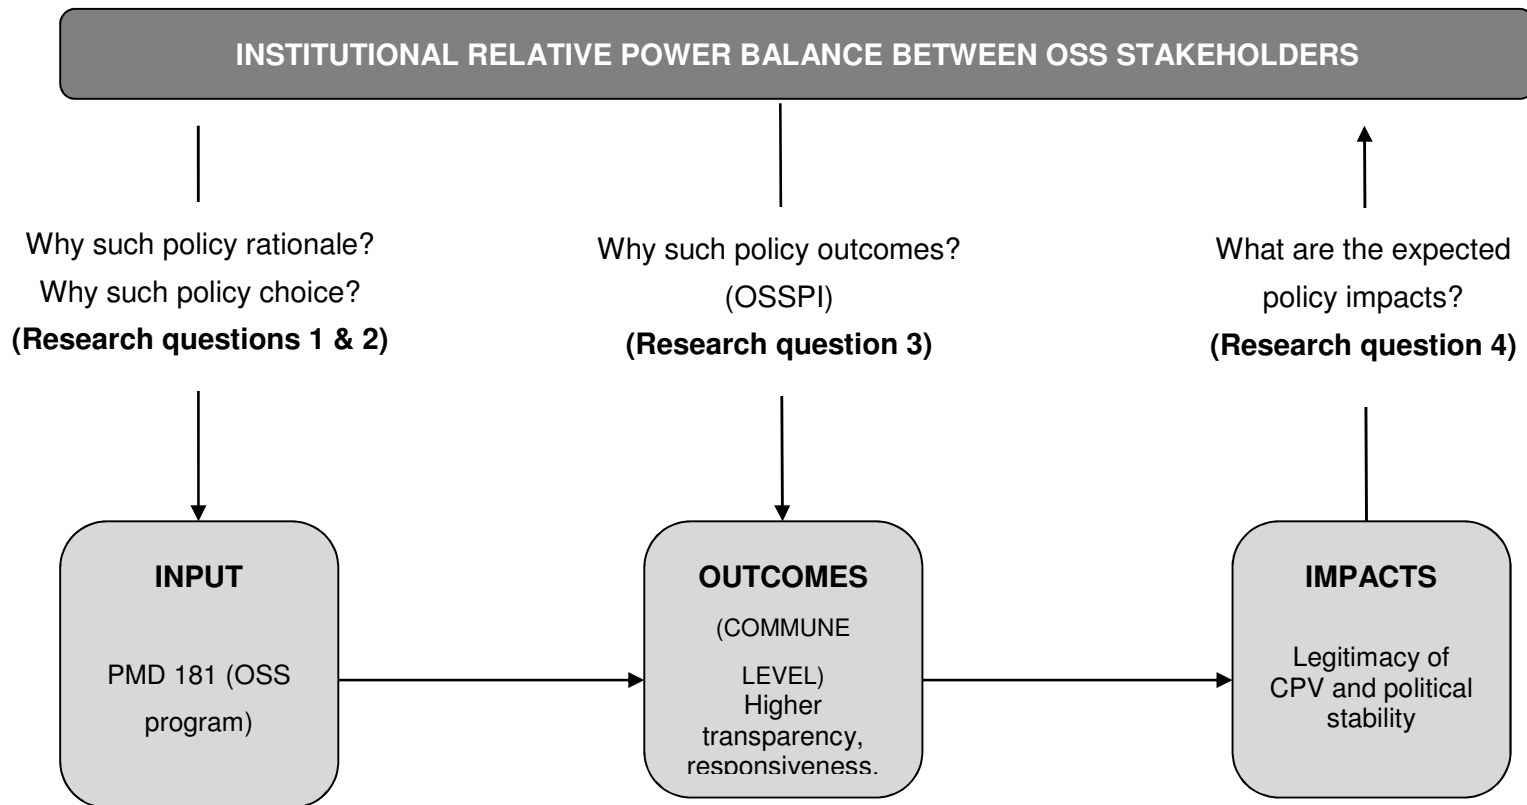 INSTITUTIONAL RELATIVE POWER BALANCE BETWEEN OSS STAKEHOLDERS
Why such policy rationale?
Why such policy choice?
(Research questions 1 & 2)
Why such policy outcomes?
(OSSPI)
(Research question 3)
What are the expected
policy impacts?
(Research question 4)
INPUT
PMD 181 (OSS
program)
OUTCOMES
(COMMUNE
LEVEL)
Higher
transparency,
responsiveness.
IMPACTS
Legitimacy of
CPV and political
stability